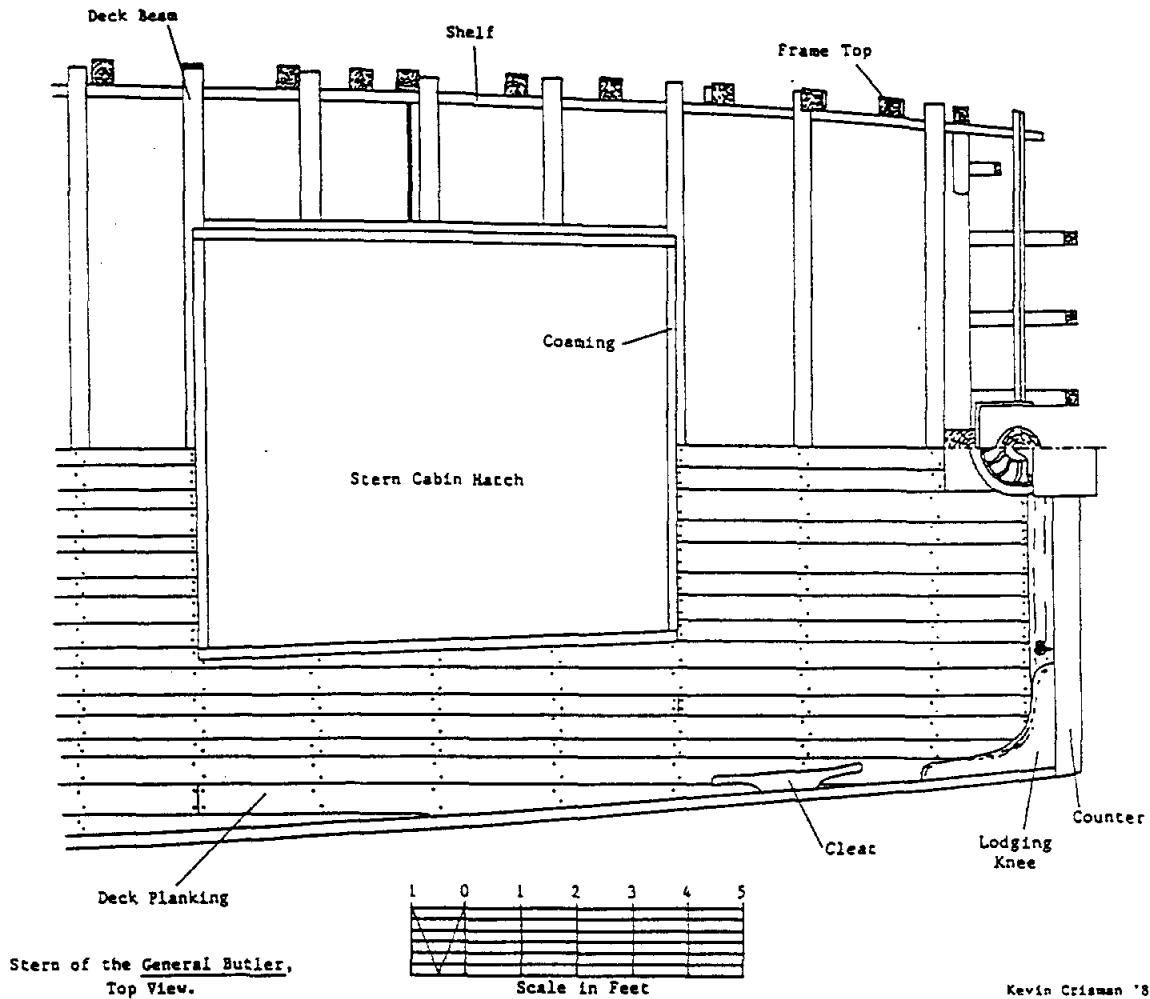 Deck Beam
Shelf
Frame Top
Coaming
Stern Cabin Hatch
Counter
Lodging
Knee
Cleat
Deck Planking
1 0 1 2 3 4 5
Scale in Feet
Stern of the General Butler,
Top View.
Kevin Crisman '8